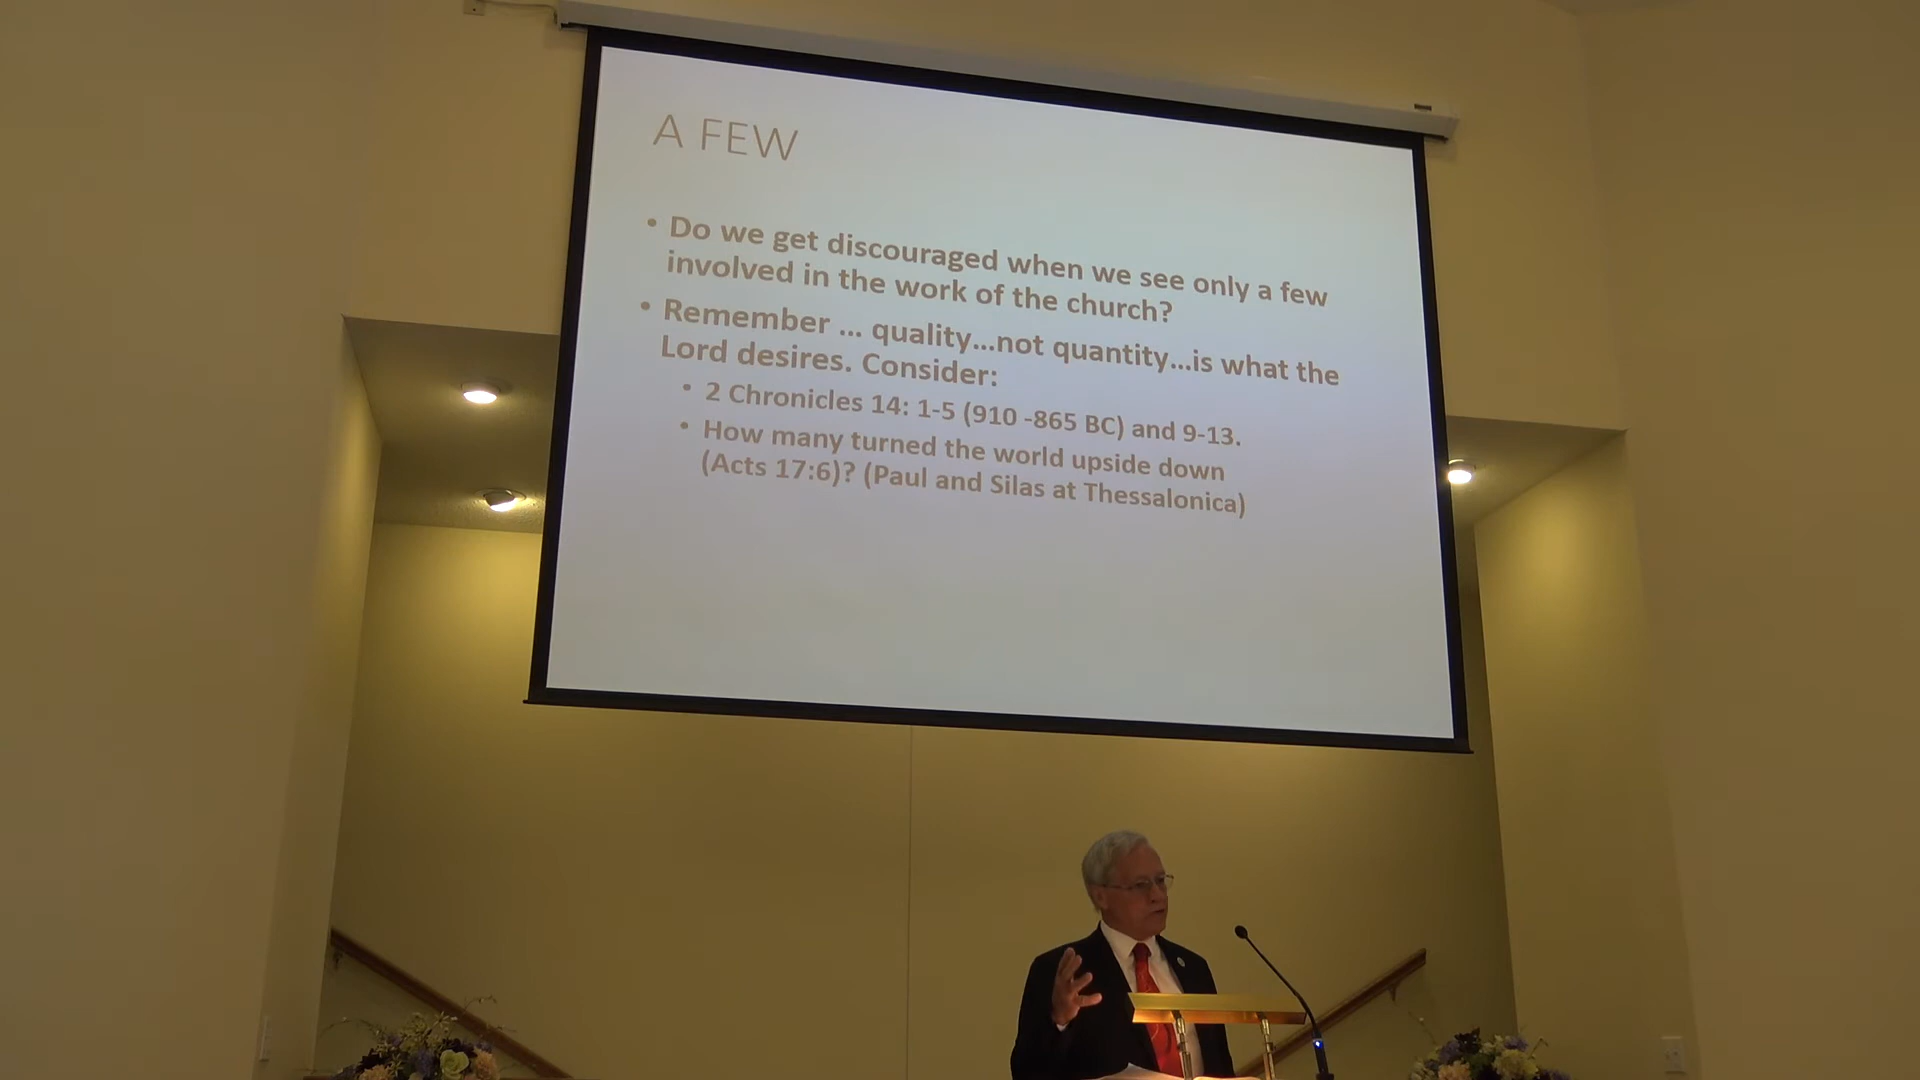 A FEW
• Do we get discouraged when we see only a few
involved in the work of the church?
• Remember ... quality...not quantity...is what the
Lord desires. Consider:
• 2 Chronicles 14: 1-5 (910 -865 BC) and 9-13.
• How many turned the world upside down
(Acts 17:6)? (Paul and Silas at Thessalonica)